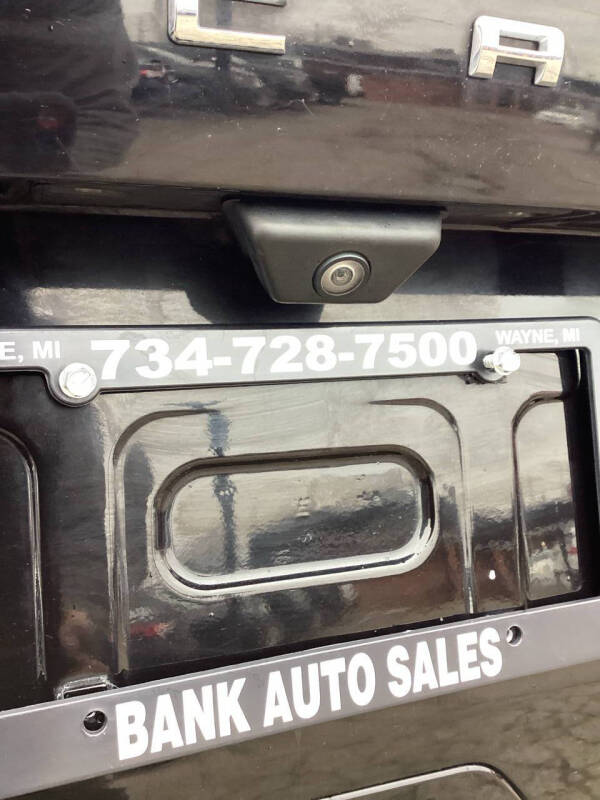 C A
E, MI 734-728-7500 WAYNE, MI
BANK AUTO SALES